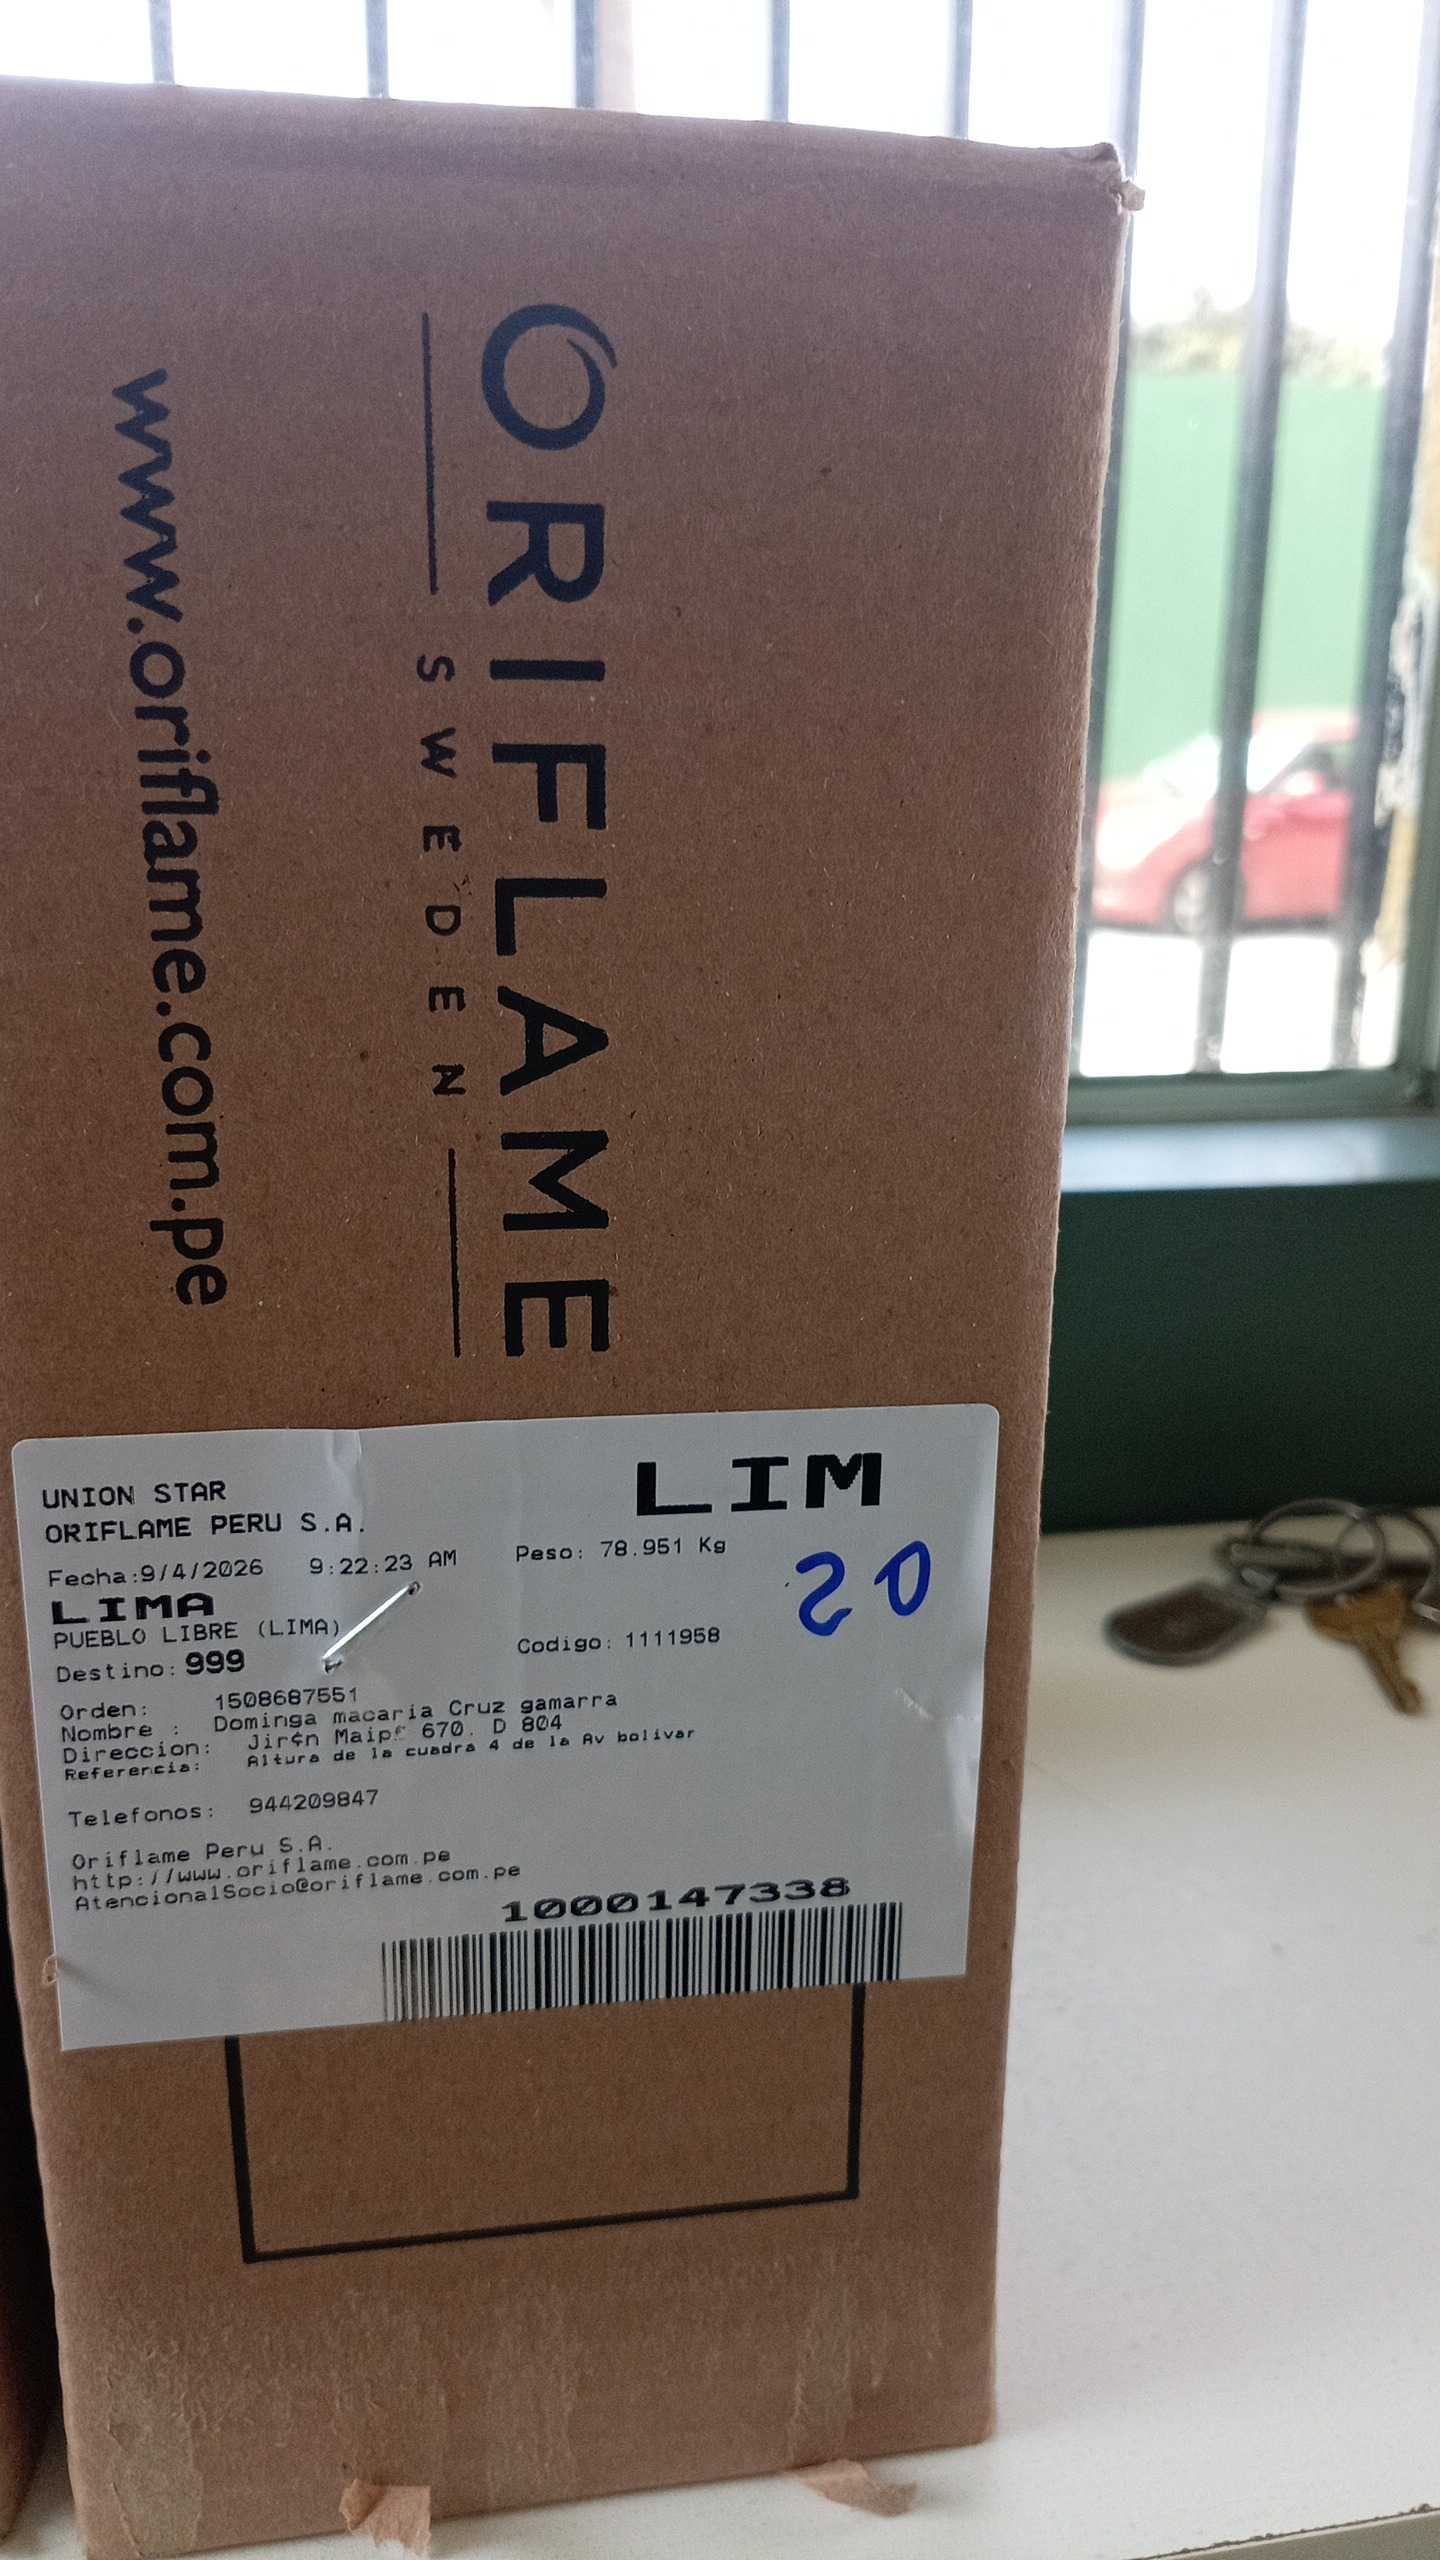 ORIFLAME
SWEDEN
www.oriflame.com.pe
UNION STAR
ORIFLAME PERU S.A.
LIM
Fecha:9/4/2026 9:22:23 AM
Peso: 78.951 Kg
20
LIMA
PUEBLO LIBRE (LIMA)
Destino: 999
Codigo: 1111958
Orden: 1508687551
Nombre : Dominga macaria Cruz gamarra
Direccion: Jir¢n 670. D 804
Referencia: Altura de la cuadra 4 de la Av bolivar
Telefonos: 944209847
Oriflame Peru S.A.
http://www.oriflame.com.pe
AtencionalSocio@oriflame.com.pe
1000147338